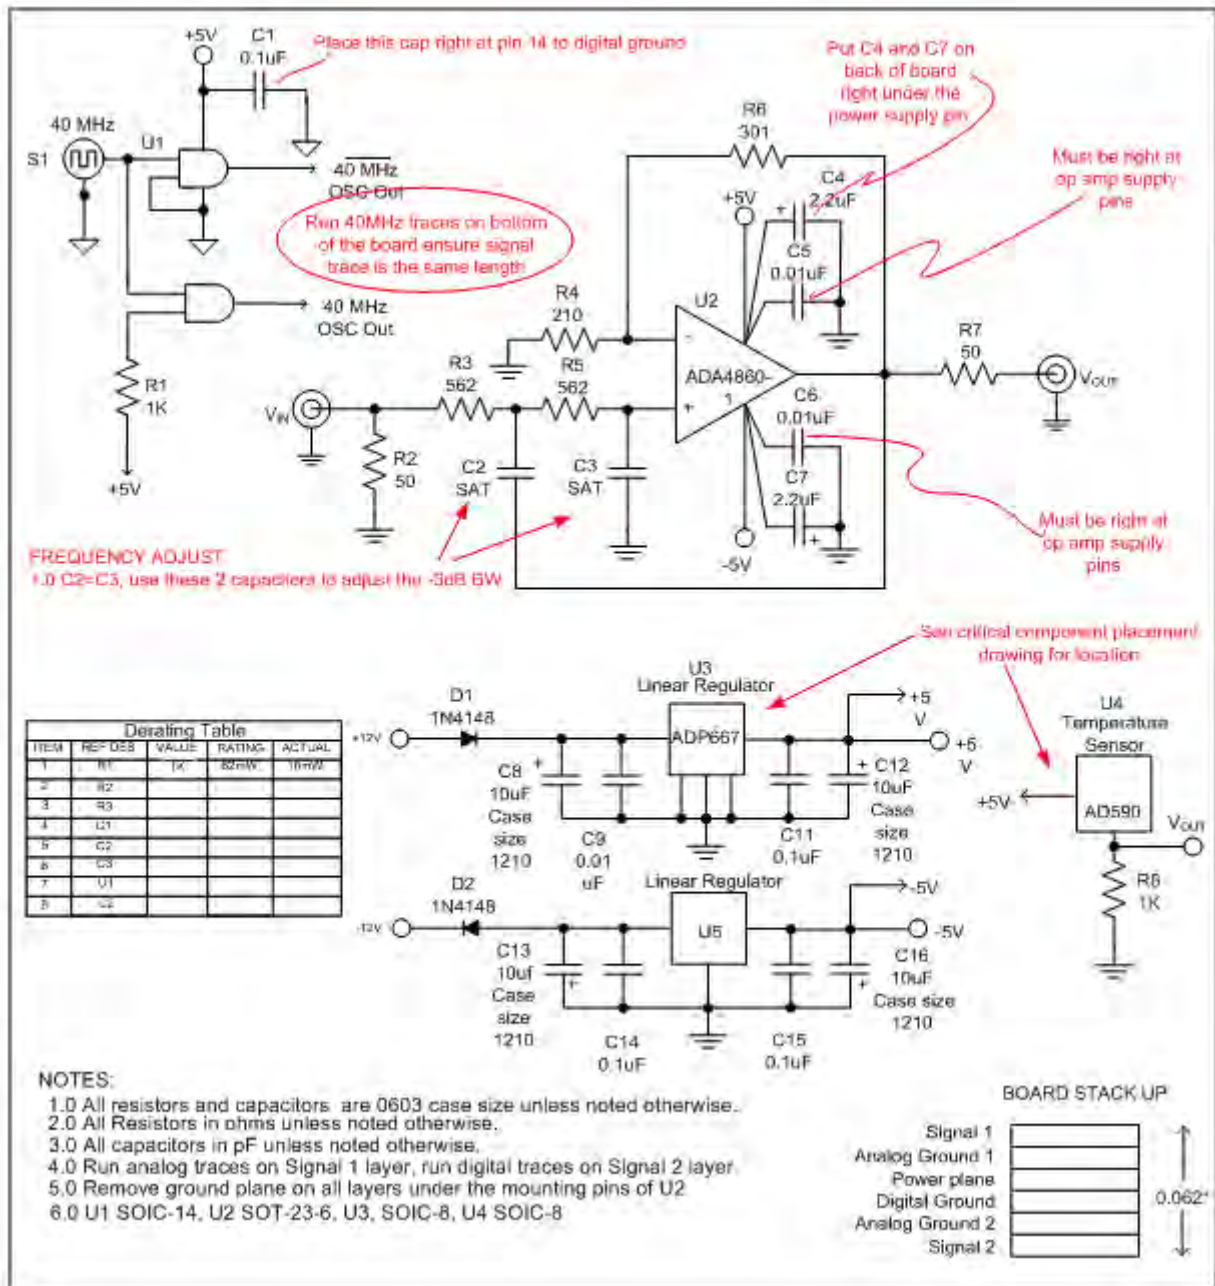 +5V
C1
0.1uF
Place this cap right at pin 14 to digital ground
40 MHz
S1
U1
40 MHz
OSC Out
Run 40MHz traces on bottom
of the board ensure signal
trace is the same length
40 MHz
OSC Out
R1
1K
+5V
Put C4 and C7 on
back of board
right under the
power supply pin
R6
301
C4
2.2uF
+5V
C5
0.01uF
Must be right at
op amp supply
pins
U2
ADA4860-
1
R4
210
R3
562
R5
562
VIN
R2
50
C2
SAT
C3
SAT
C6
0.01uF
C7
2.2uF
-5V
R7
50
VOUT
Must be right at
op amp supply
pins
FREQUENCY ADJUST
1.0 C2=C3, use these 2 capacitors to adjust the -3dB BW
See critical component placement
drawing for location
Derating Table
ITEM REF DES VALUE RATING ACTUAL
1 R1 1K 62mW
2 R2
3 R3
4 C1
5 C2
6 C3
7 U1
8
U3
Linear Regulator
D1
1N4148
+12V
ADP667
+5
V
+5
V
C8
10uF
Case
size
1210
C9
0.01
uF
C11
0.1uF
C12
10uF
Case
size
1210
U4
Temperature
Sensor
+5V
AD590
VOUT
R8
1K
Linear Regulator
D2
1N4148
-12V
U5
-5V
-5V
C13
10uf
Case
size
1210
C14
0.1uF
C15
0.1uF
C16
10uF
Case size
1210
NOTES:
1.0 All resistors and capacitors are 0603 case size unless noted otherwise.
2.0 All Resistors in ohms unless noted otherwise.
3.0 All capacitors in pF unless noted otherwise.
4.0 Run analog traces on Signal 1 layer, run digital traces on Signal 2 layer
5.0 Remove ground plane on all layers under the mounting pins of U2
6.0 U1 SOIC-14, U2 SOT-23-6, U3, SOIC-8, U4 SOIC-8
BOARD STACK UP
Signal 1
Analog Ground 1
Power plane
Digital Ground
Analog Ground 2
Signal 2
0.062"